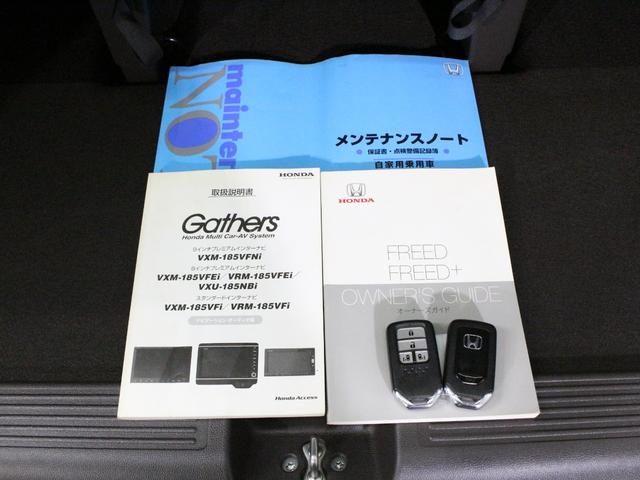 mainte
NO
メンテナンスノート
保証書・点検整備記録簿
自家用乗用車
HONDA
取扱説明書
Gathers
Honda Multi Car-AV System
9インチプレミアムインターナビ
VXM-185VFNi
8インチプレミアムインターナビ
VXM-185VFEi/VRM-185VFEi/
VXU-185NBi
スタンダードインターナビ
VXM-185VFi/VRM-185VFi
Honda Access
HONDA
FREED
FREED+
OWNER'S GUIDE
オーナーズガイド